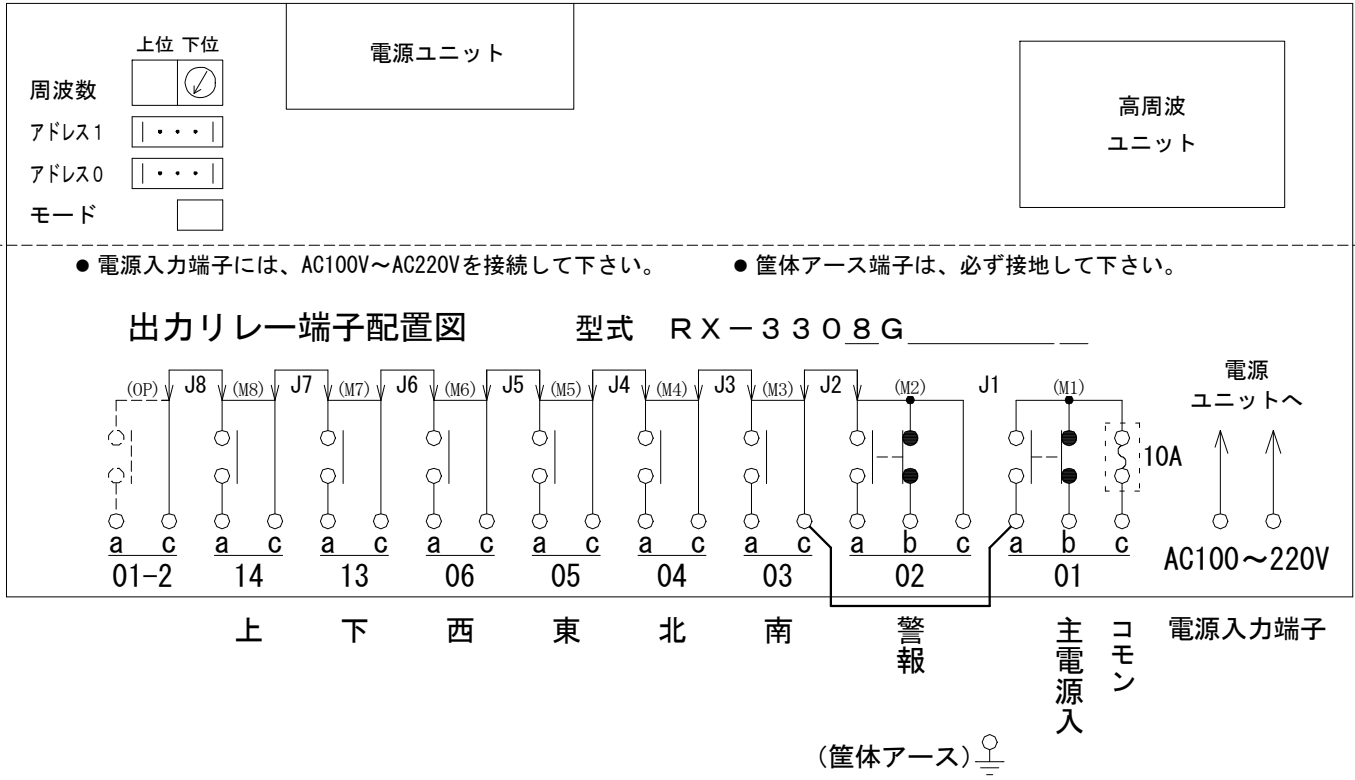 上位 下位
周波数
アドレス1
アドレス0
モード
電源ユニット
高周波
ユニット
● 電源入力端子には、AC100V～AC220Vを接続して下さい。 ● 筐体アース端子は、必ず接地して下さい。
出力リレー端子配置図 型式 RX－3308G
(OP) J8 (M8) J7 (M7) J6 (M6) J5 (M5) J4 (M4) J3 (M3) J2 (M2) J1 (M1)
電源
ユニットへ
10A
a c a c a c a c a c a c a c a b c a b c
01-2 14 13 06 05 04 03 02 01
AC100～220V
上 下 西 東 北 南 警報 主電源入 コモン 電源入力端子
(筐体アース)